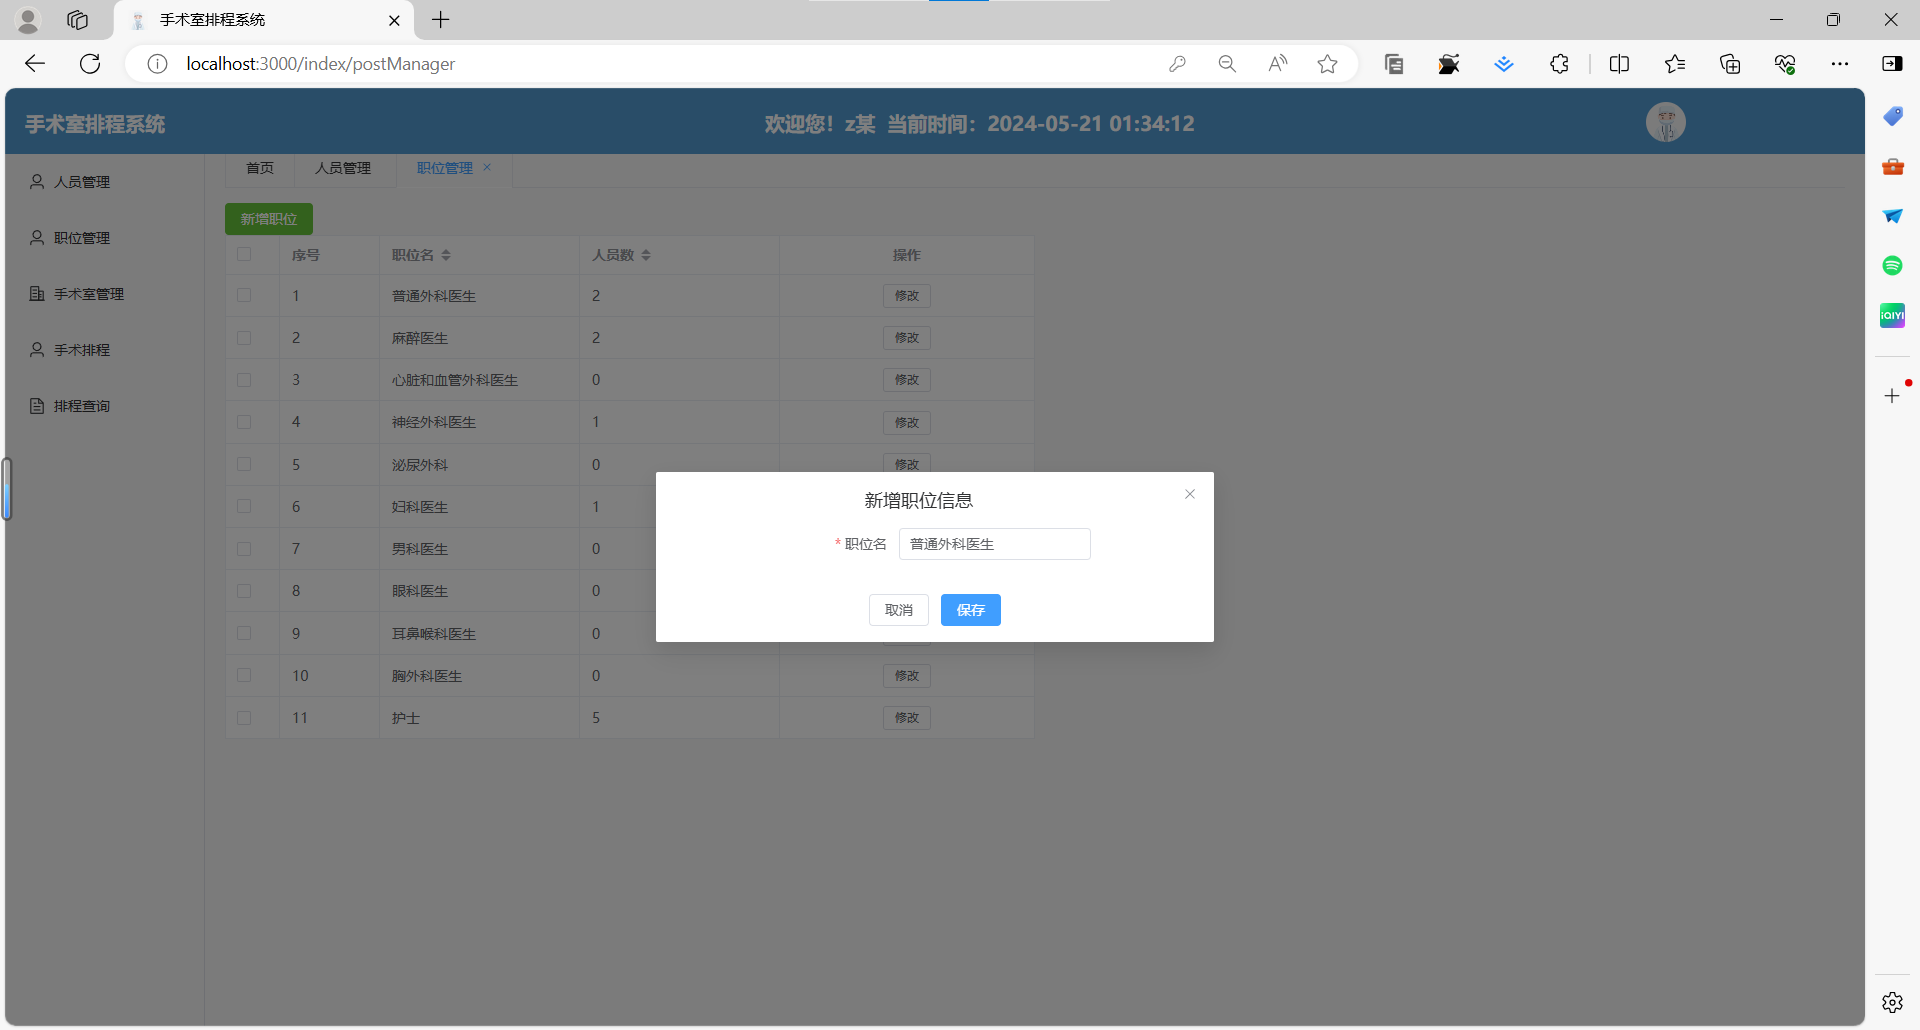 手术室排程系统
localhost:3000/index/postManager
手术室排程系统
欢迎您！z某 当前时间：2024-05-21 01:34:12
人员管理
职位管理
手术室管理
手术排程
排程查询
首页 人员管理 职位管理
新增职位
序号 职位名 人员数 操作
1 普通外科医生 2 修改
2 麻醉医生 2 修改
3 心脏和血管外科医生 0 修改
4 神经外科医生 1 修改
5 泌尿外科 0 修改
6 妇科医生 1
7 男科医生 0
8 眼科医生 0
9 耳鼻喉科医生 0
10 胸外科医生 0 修改
11 护士 5 修改
新增职位信息
*职位名 普通外科医生
取消 保存
iQIYI